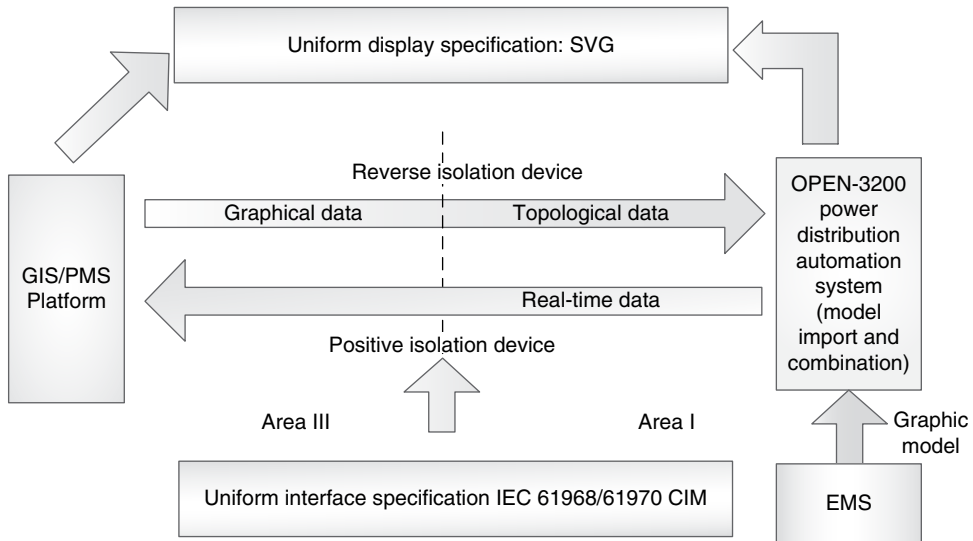 Uniform display specification: SVG
Reverse isolation device
Graphical data
Topological data
GIS/PMS
Platform
Real-time data
Positive isolation device
OPEN-3200
power
distribution
automation
system
(model
import and
combination)
Area III
Area I
Graphic
model
Uniform interface specification IEC 61968/61970 CIM
EMS